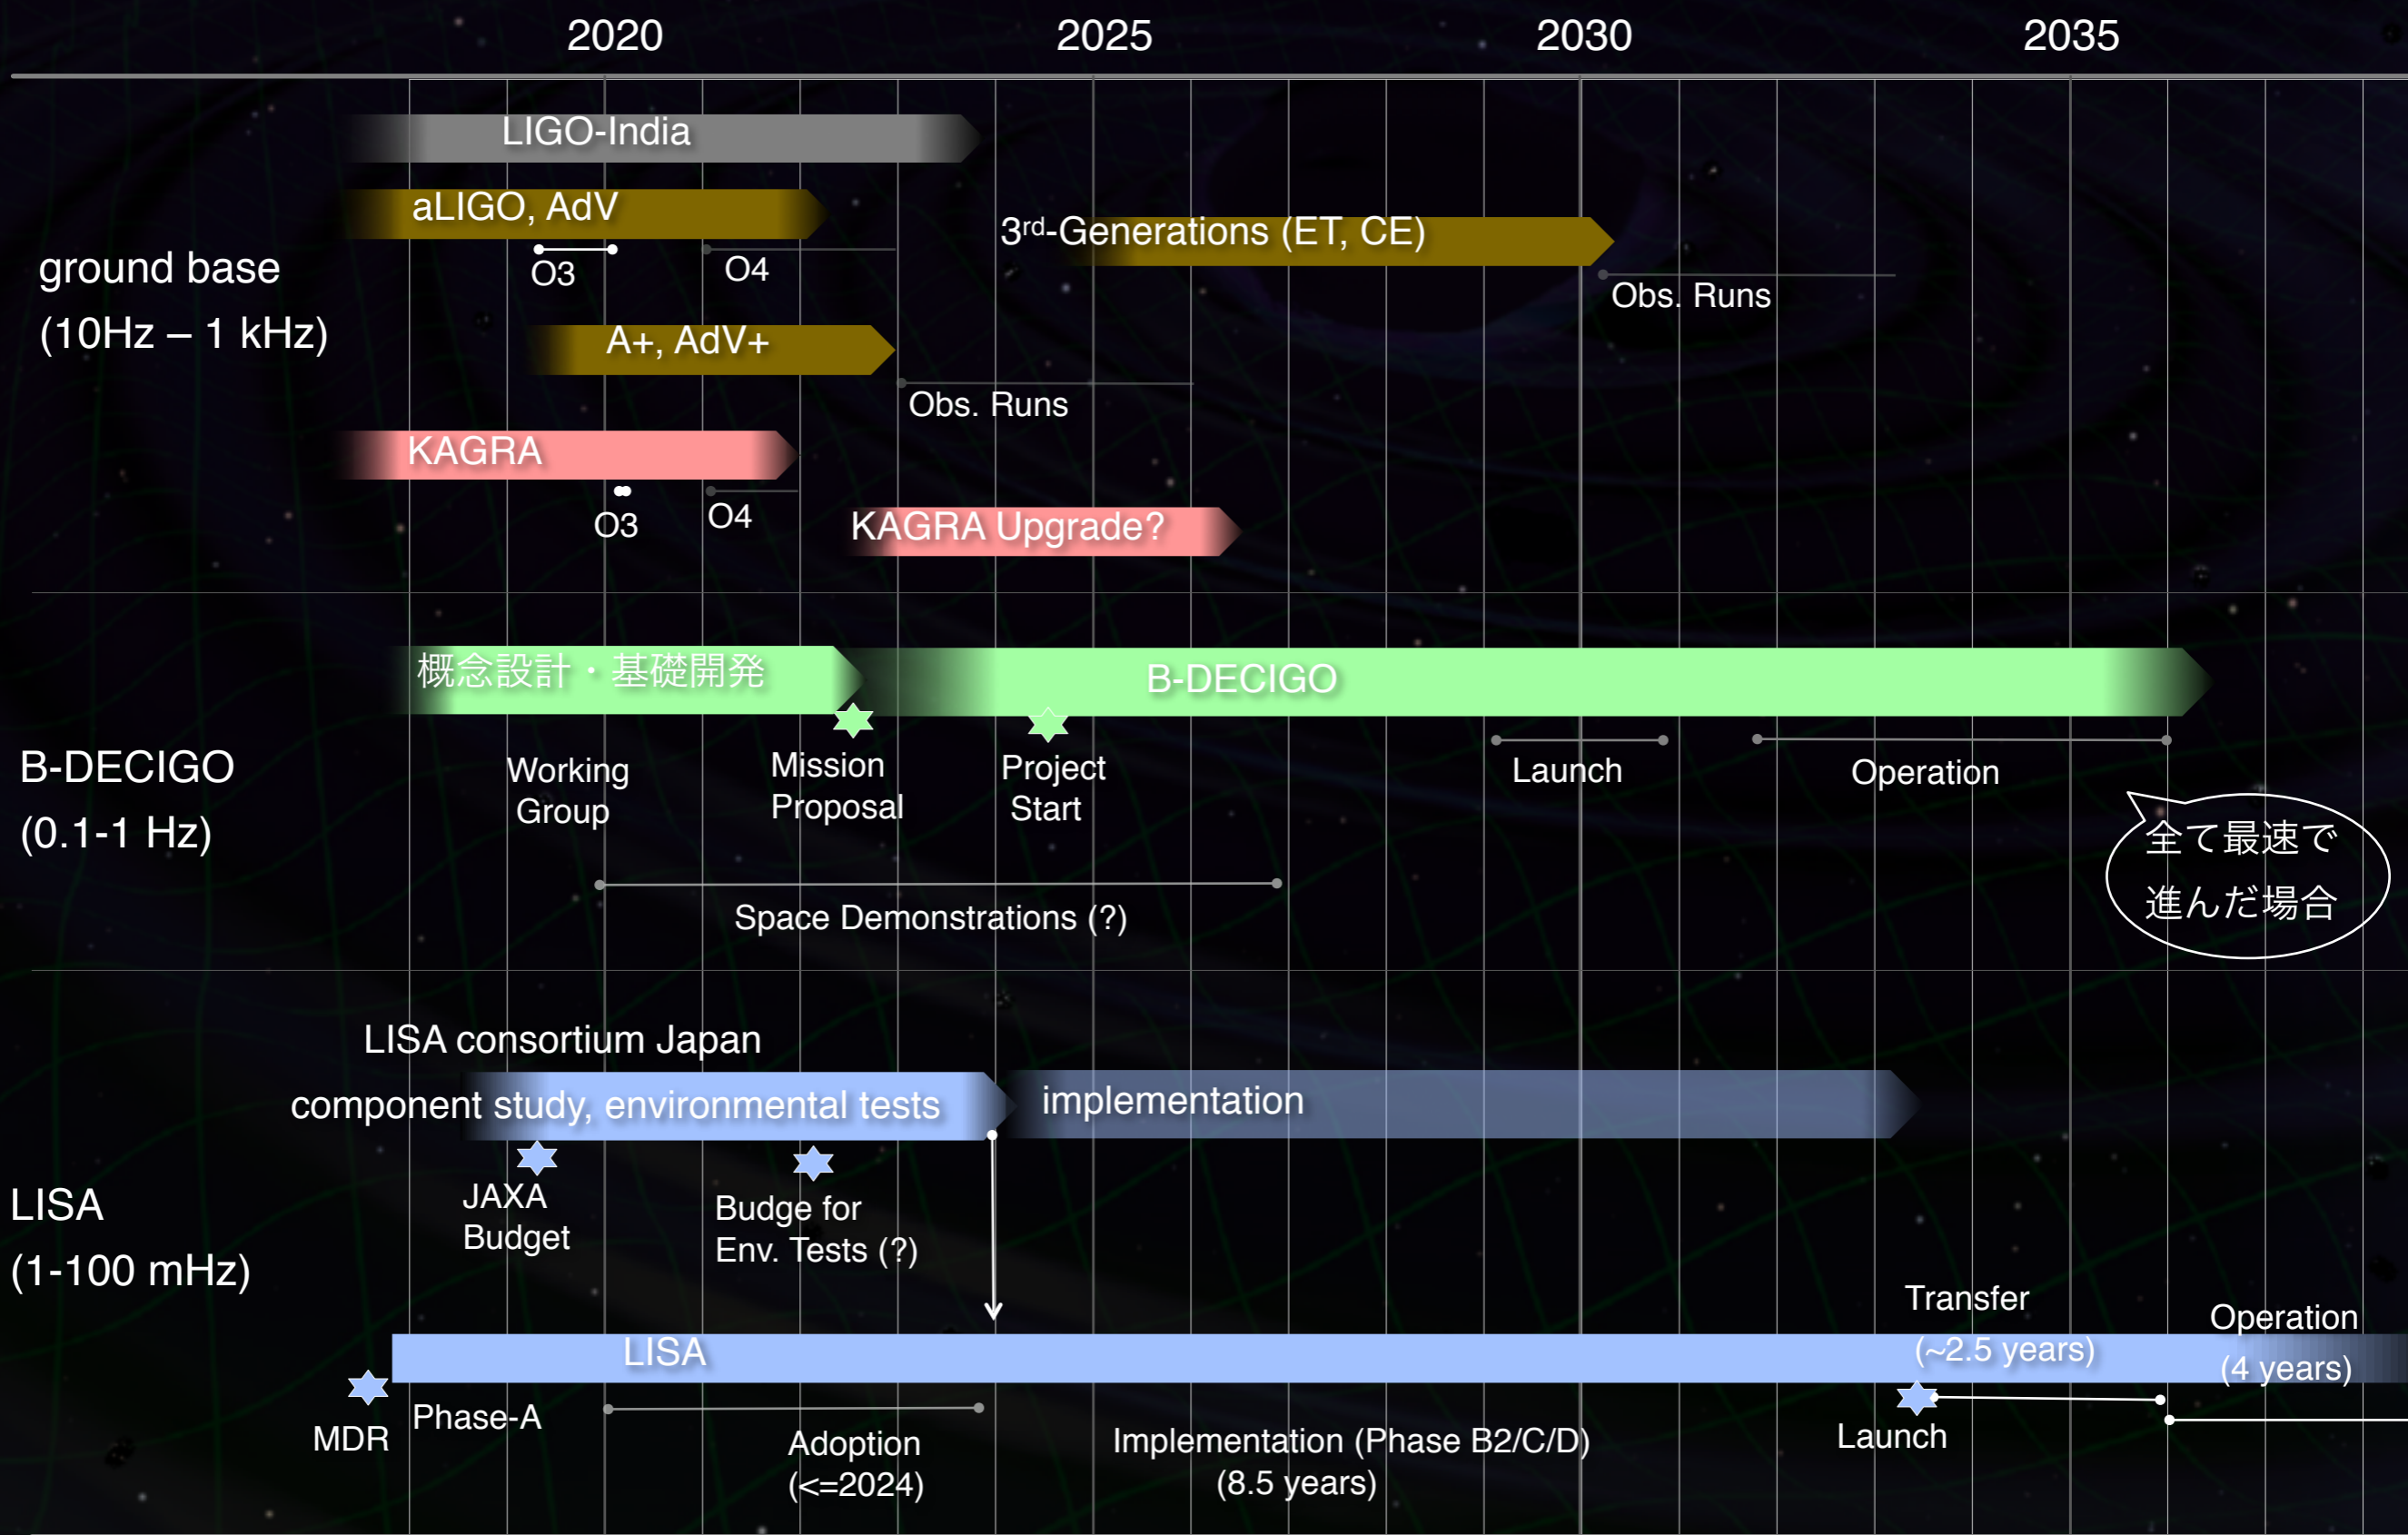 2020 2025 2030 2035
LIGO-India
aLIGO, AdV
O3 O4
3rd-Generations (ET, CE)
Obs. Runs
ground base
(10Hz – 1 kHz)
A+, AdV+
Obs. Runs
KAGRA
O3 O4
KAGRA Upgrade?
B-DECIGO
(0.1-1 Hz)
概念設計・基礎開発
B-DECIGO
Working
Group
Mission
Proposal
Project
Start
Launch
Operation
全て最速で
進んだ場合
Space Demonstrations (?)
LISA
(1-100 mHz)
LISA consortium Japan
component study, environmental tests
implementation
JAXA
Budget
Budge for
Env. Tests (?)
Transfer
(~2.5 years)
Operation
(4 years)
LISA
MDR
Phase-A
Adoption
(<=2024)
Implementation (Phase B2/C/D)
(8.5 years)
Launch